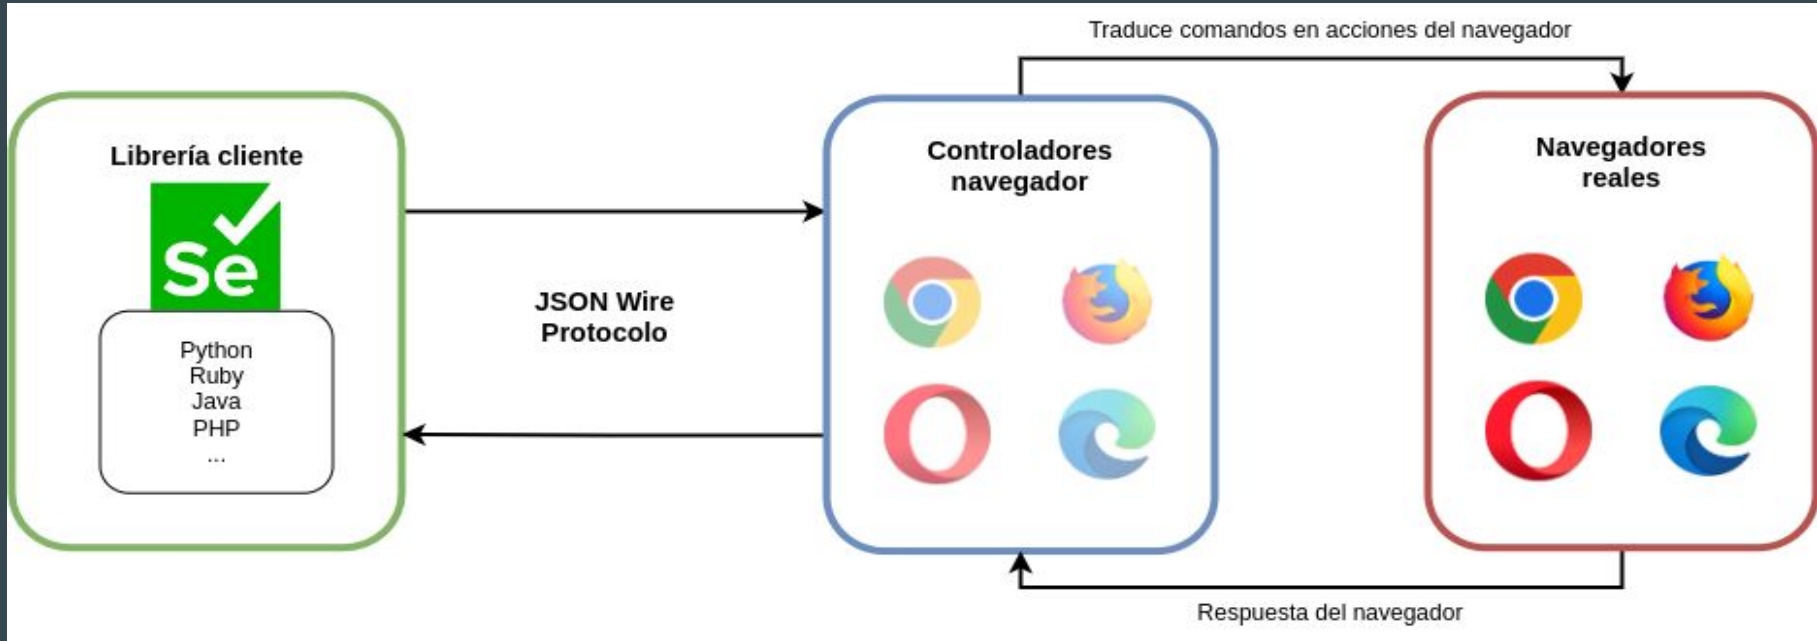 Traduce comandos en acciones del navegador
Librería cliente
Se
Python
Ruby
Java
PHP
...
JSON Wire
Protocolo
Controladores
navegador
Navegadores
reales
Respuesta del navegador